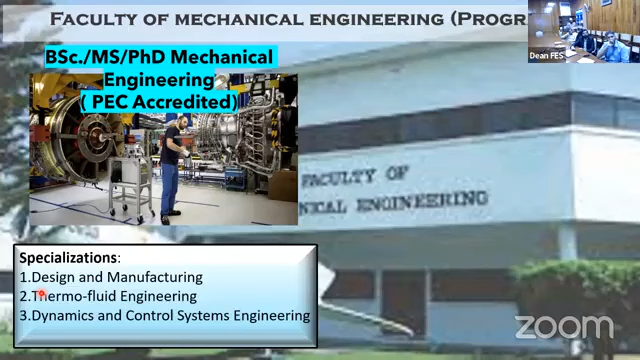 FACULTY OF MECHANICAL ENGINEERING (PROGR
Dean FES
BSc./MS/PhD Mechanical
Engineering
( PEC Accredited)
FACULTY OF
NICAL ENGINEERING
Specializations:
1.Design and Manufacturing
2.Thermo-fluid Engineering
3.Dynamics and Control Systems Engineering
zoom